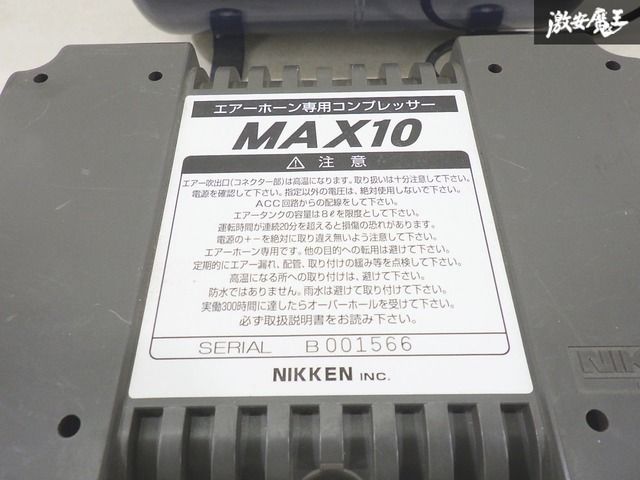 激安魔王
エアーホーン専用コンプレッサー
MAX10
⚠ 注意
エアー吹出口(コネクター部)は高温になります。取り扱いは十分注意して下さい。
電源を確認して下さい。指定以外の電圧は、絶対使用しないで下さい。
ACC回路からの配線をして下さい。
エアータンクの容量は8ℓを限度として下さい。
運転時間が連続20分を超えると損傷の恐れがあります。
電源の+-を絶対に取り違え無いよう注意して下さい。
エアーホーン専用です。他の目的への転用は避けて下さい。
定期的にエアー漏れ、配管、取り付けの緩み等を点検して下さい。
高温になる所への取り付けは、避けて下さい。
防水ではありません。雨水は避けて取り付けて下さい。
実働300時間に達したらオーバーホールを受けて下さい。
必ず取扱説明書をお読み下さい。
SERIAL B001566
NIKKEN INC.